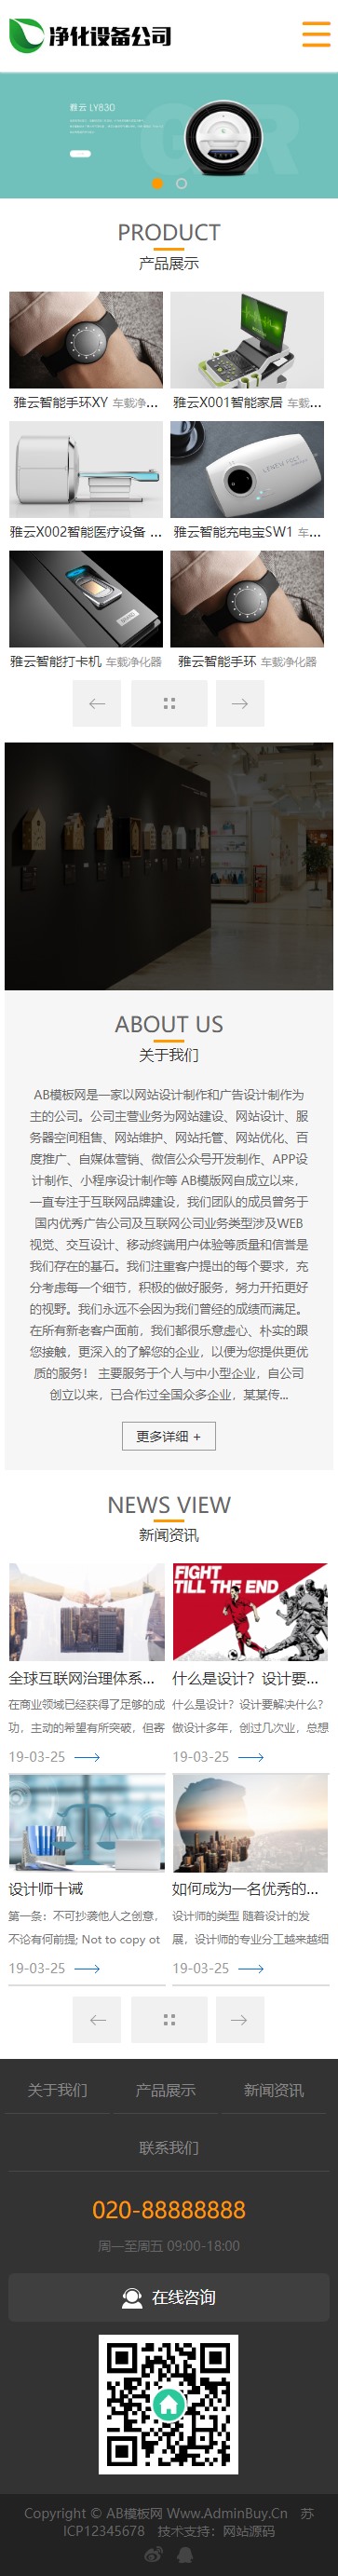 净化设备公司
雅云 LY830
PRODUCT
产品展示
雅云智能手环XY 车载净...
雅云X001智能家居 车载...
雅云X002智能医疗设备 ...
雅云智能充电宝SW1 车...
雅云智能打卡机 车载净化器
雅云智能手环 车载净化器
ABOUT US
关于我们
AB模板网是一家以网站设计制作和广告设计制作为
主的公司。公司主营业务为网站建设、网站设计、服
务器空间租售、网站维护、网站托管、网站优化、百
度推广、自媒体营销、微信公众号开发制作、APP设
计制作、小程序设计制作等 AB模版网自成立以来，
一直专注于互联网品牌建设，我们团队的成员曾务于
国内优秀广告公司及互联网公司业务类型涉及WEB
视觉、交互设计、移动终端用户体验等质量和信誉是
我们存在的基石。我们注重客户提出的每个要求，充
分考虑每一个细节，积极的做好服务，努力开拓更好
的视野。我们永远不会因为我们曾经的成绩而满足。
在所有新老客户面前，我们都很乐意虚心、朴实的跟
您接触，更深入的了解您的企业，以便为您提供更优
质的服务！ 主要服务于个人与中小型企业，自公司
创立以来，已合作过全国众多企业，某某传...
更多详细 +
NEWS VIEW
新闻资讯
FIGHT
TILL THE END
全球互联网治理体系...
在商业领域已经获得了足够的成
功，主动的希望有所突破，但寄
19-03-25
什么是设计？设计要...
什么是设计？设计要解决什么？
做设计多年，创过几次业，总想
19-03-25
设计师十诫
第一条：不可抄袭他人之创意，
不论有何前提; Not to copy ot
19-03-25
如何成为一名优秀的...
设计师的类型 随着设计的发
展，设计师的专业分工越来越细
19-03-25
关于我们
产品展示
新闻资讯
联系我们
020-88888888
周一至周五 09:00-18:00
在线咨询
Copyright © AB模板网 Www.AdminBuy.Cn 苏
ICP12345678 技术支持：网站源码